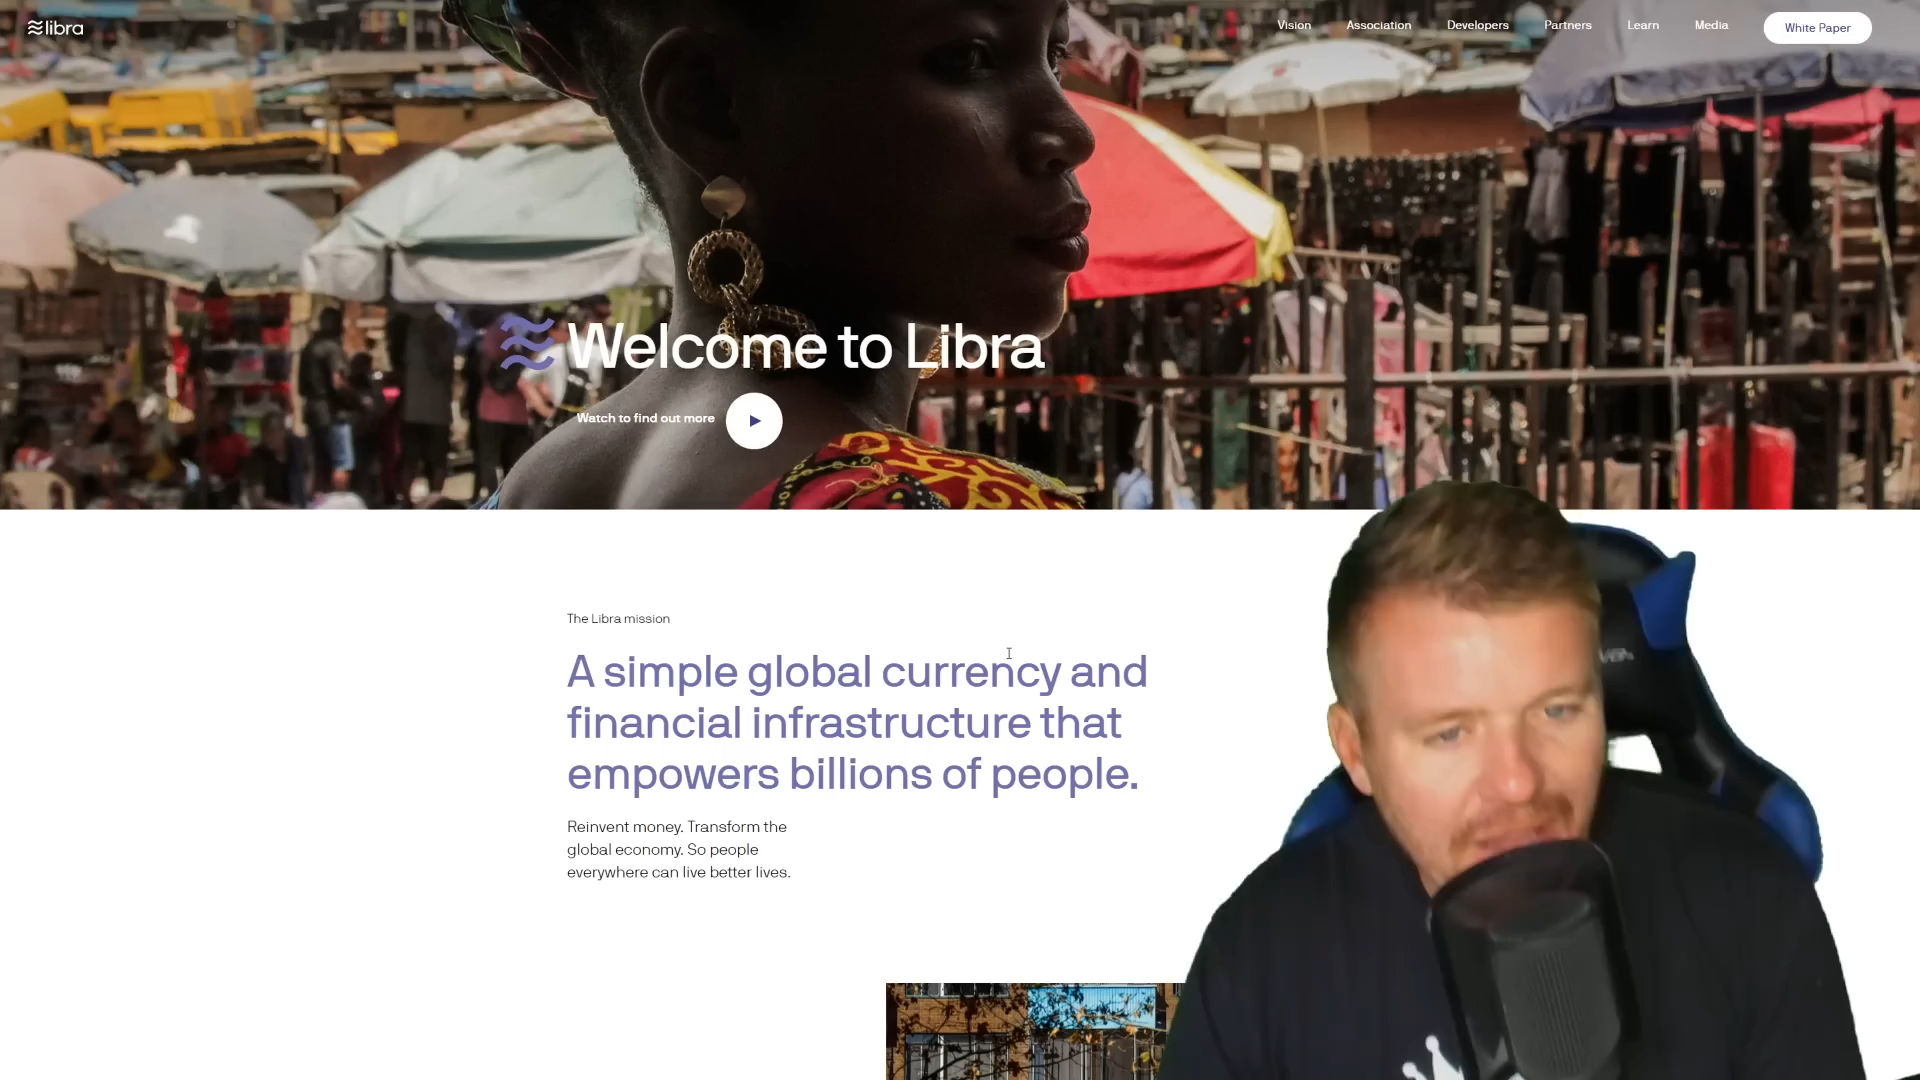 libra
Vision
Association
Developers
Partners
Learn
Media
White Paper
Welcome to Libra
Watch to find out more
The Libra mission
A simple global currency and
financial infrastructure that
empowers billions of people.
Reinvent money. Transform the
global economy. So people
everywhere can live better lives.